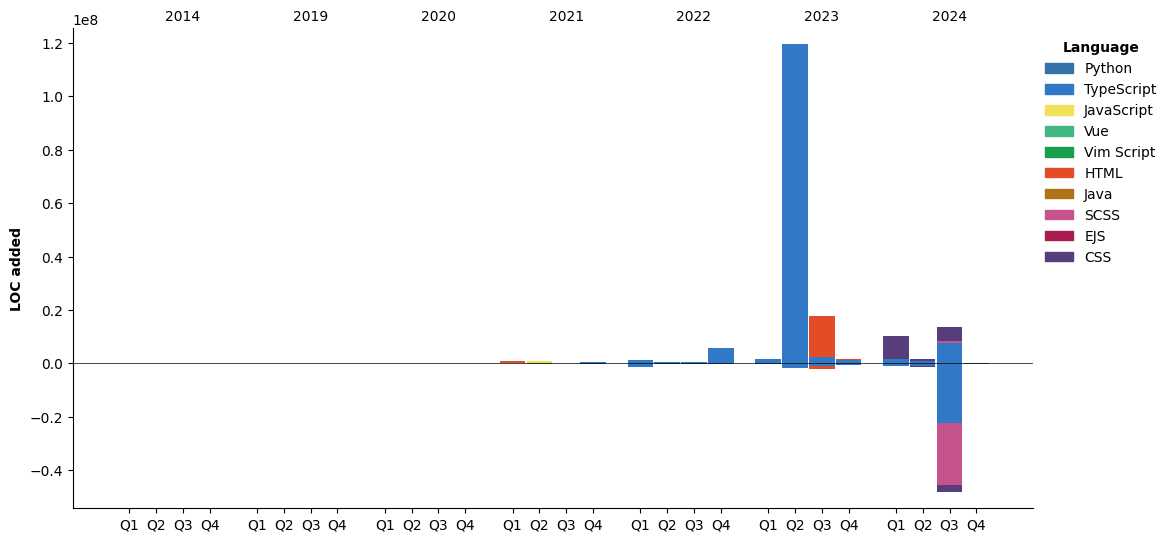 1e8
2014 2019 2020 2021 2022 2023 2024
LOC added
1.2
1.0
0.8
0.6
0.4
0.2
0.0
−0.2
−0.4
Q1 Q2 Q3 Q4 Q1 Q2 Q3 Q4 Q1 Q2 Q3 Q4 Q1 Q2 Q3 Q4 Q1 Q2 Q3 Q4 Q1 Q2 Q3 Q4 Q1 Q2 Q3 Q4
Language
Python
TypeScript
JavaScript
Vue
Vim Script
HTML
Java
SCSS
EJS
CSS